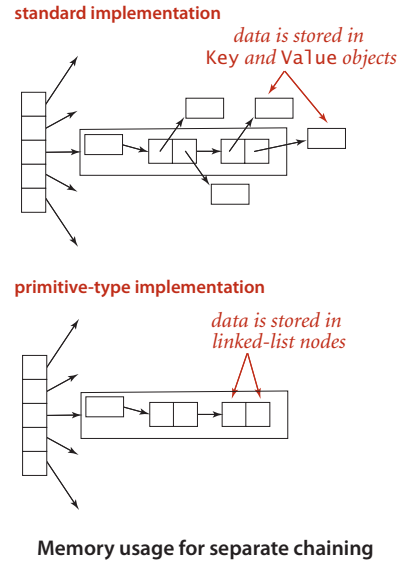 standard implementation
data is stored in
Key and Value objects
primitive-type implementation
data is stored in
linked-list nodes
Memory usage for separate chaining